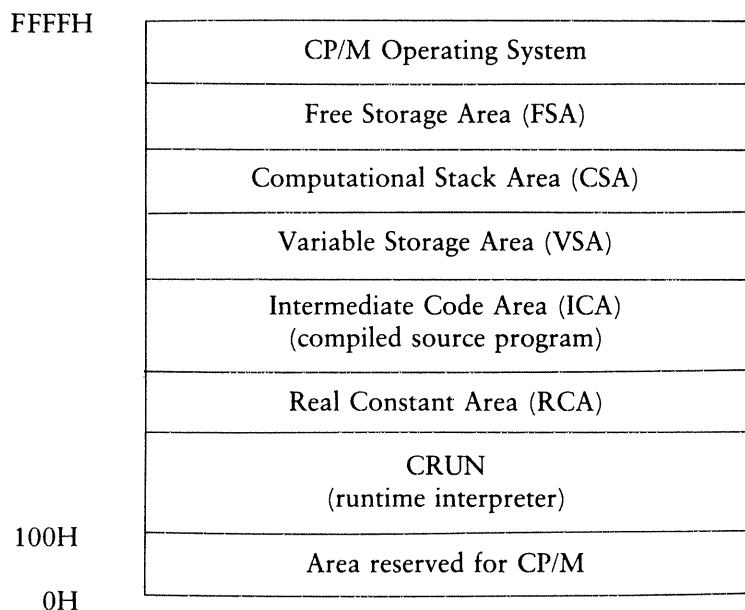 FFFFH
CP/M Operating System
Free Storage Area (FSA)
Computational Stack Area (CSA)
Variable Storage Area (VSA)
Intermediate Code Area (ICA)
(compiled source program)
Real Constant Area (RCA)
CRUN
(runtime interpreter)
100H
Area reserved for CP/M
0H